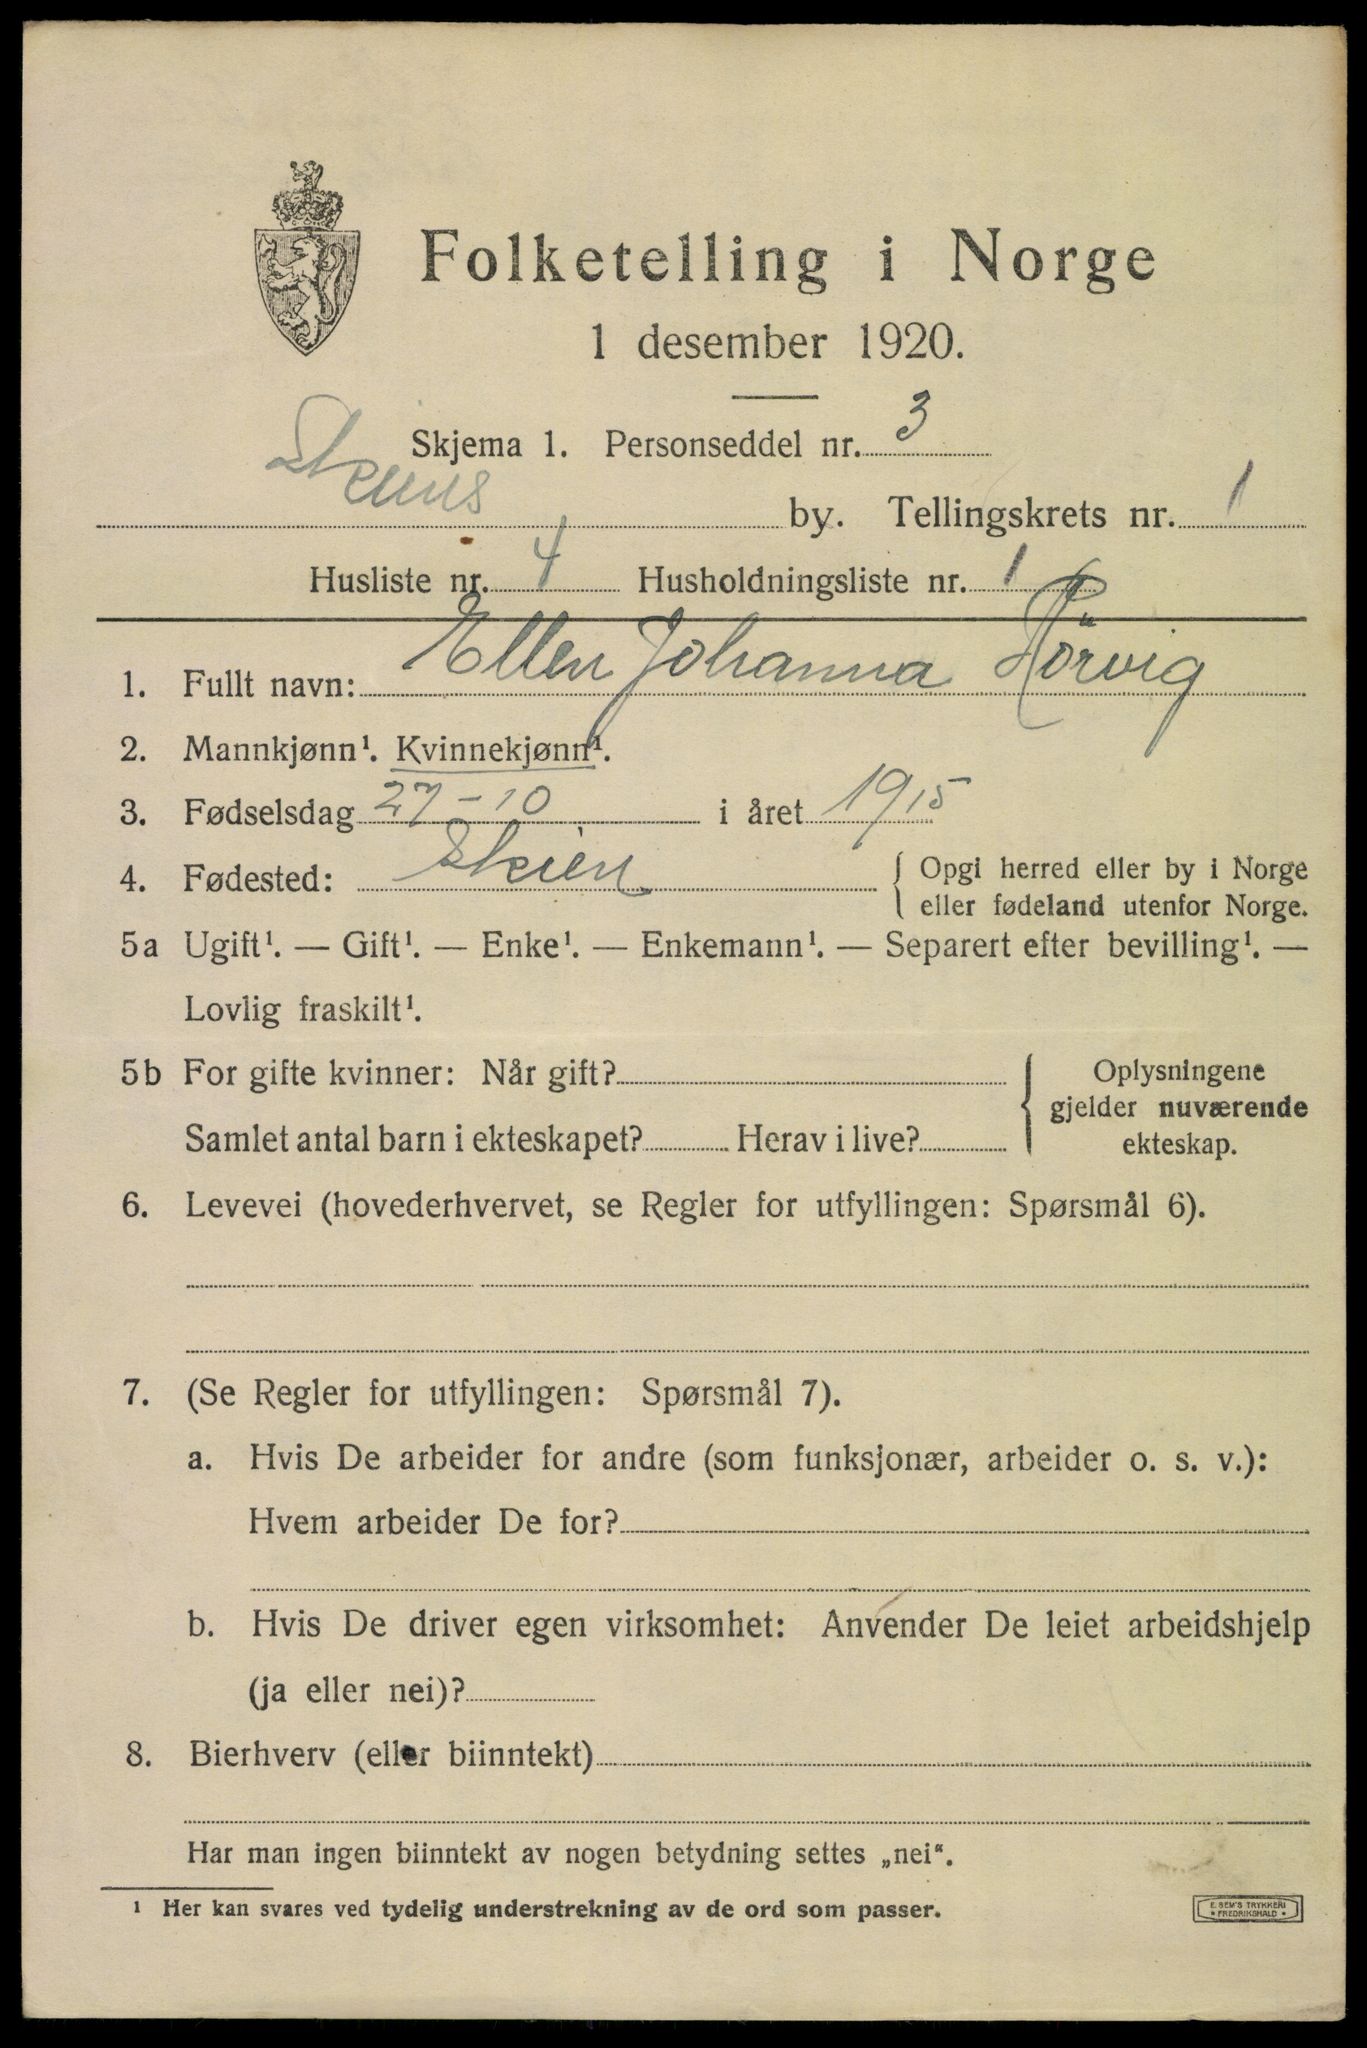 Folketelling i Norge
1 desember 1920.
Skjema 1. Personseddel nr. 3
Skiens by. Tellingskrets nr. 1
Husliste nr. 4 Husholdningsliste nr. 1
1. Fullt navn: Ellen Johanna Hörvig
2. Mannkjønn¹. Kvinnekjønn¹.
3. Fødselsdag 27-10 i året 1915
4. Fødested: Skien { Opgi herred eller by i Norge
eller fødeland utenfor Norge.
5a Ugift¹. — Gift¹. — Enke¹. — Enkemann¹. — Separert efter bevilling¹. —
Lovlig fraskilt¹.
5b For gifte kvinner: Når gift? { Oplysningene
gjelder nuværende
Samlet antal barn i ekteskapet? Herav i live? ekteskap.
6. Levevei (hovederhvervet, se Regler for utfyllingen: Spørsmål 6).
7. (Se Regler for utfyllingen: Spørsmål 7).
a. Hvis De arbeider for andre (som funksjonær, arbeider o. s. v.):
Hvem arbeider De for?
b. Hvis De driver egen virksomhet: Anvender De leiet arbeidshjelp
(ja eller nei)?
8. Bierhverv (eller biinntekt)
Har man ingen biinntekt av nogen betydning settes „nei“.
¹ Her kan svares ved tydelig understrekning av de ord som passer.
E. SEM'S TRYKKERI
* FREDRIKSHALD *